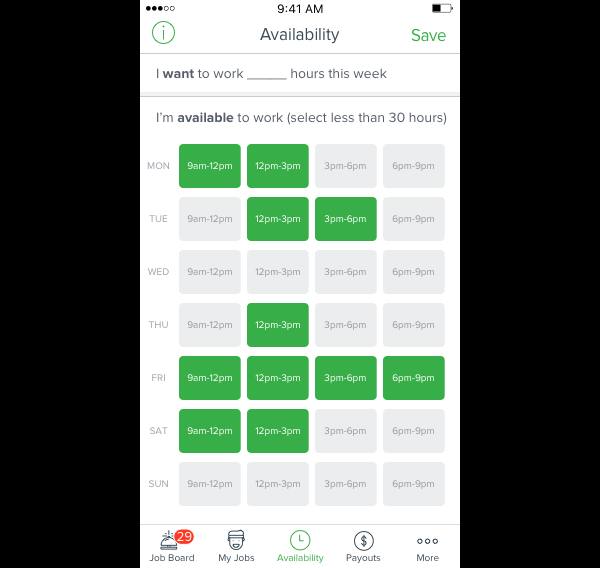 9:41 AM
i Availability Save
I want to work _____ hours this week
I'm available to work (select less than 30 hours)
MON 9am-12pm 12pm-3pm 3pm-6pm 6pm-9pm
TUE 9am-12pm 12pm-3pm 3pm-6pm 6pm-9pm
WED 9am-12pm 12pm-3pm 3pm-6pm 6pm-9pm
THU 9am-12pm 12pm-3pm 3pm-6pm 6pm-9pm
FRI 9am-12pm 12pm-3pm 3pm-6pm 6pm-9pm
SAT 9am-12pm 12pm-3pm 3pm-6pm 6pm-9pm
SUN 9am-12pm 12pm-3pm 3pm-6pm 6pm-9pm
29 $
Job Board My Jobs Availability Payouts More